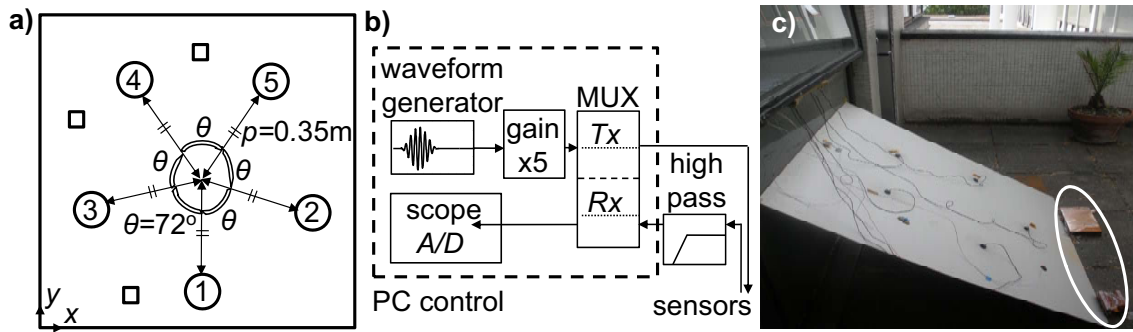 a)
4
5
θ
p=0.35m
θ
θ
3
θ=72°
θ
2
1
y
x
b)
waveform
generator
gain
x5
MUX
Tx
Rx
high
pass
scope
A/D
PC control
sensors
c)